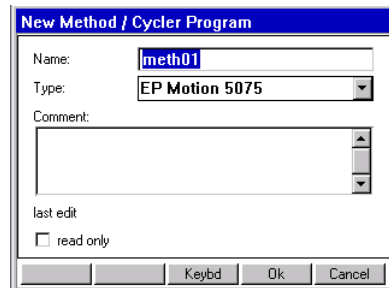 New Method / Cycler Program
Name: meth01
Type: EP Motion 5075
Comment:
last edit
read only
Keybd Ok Cancel